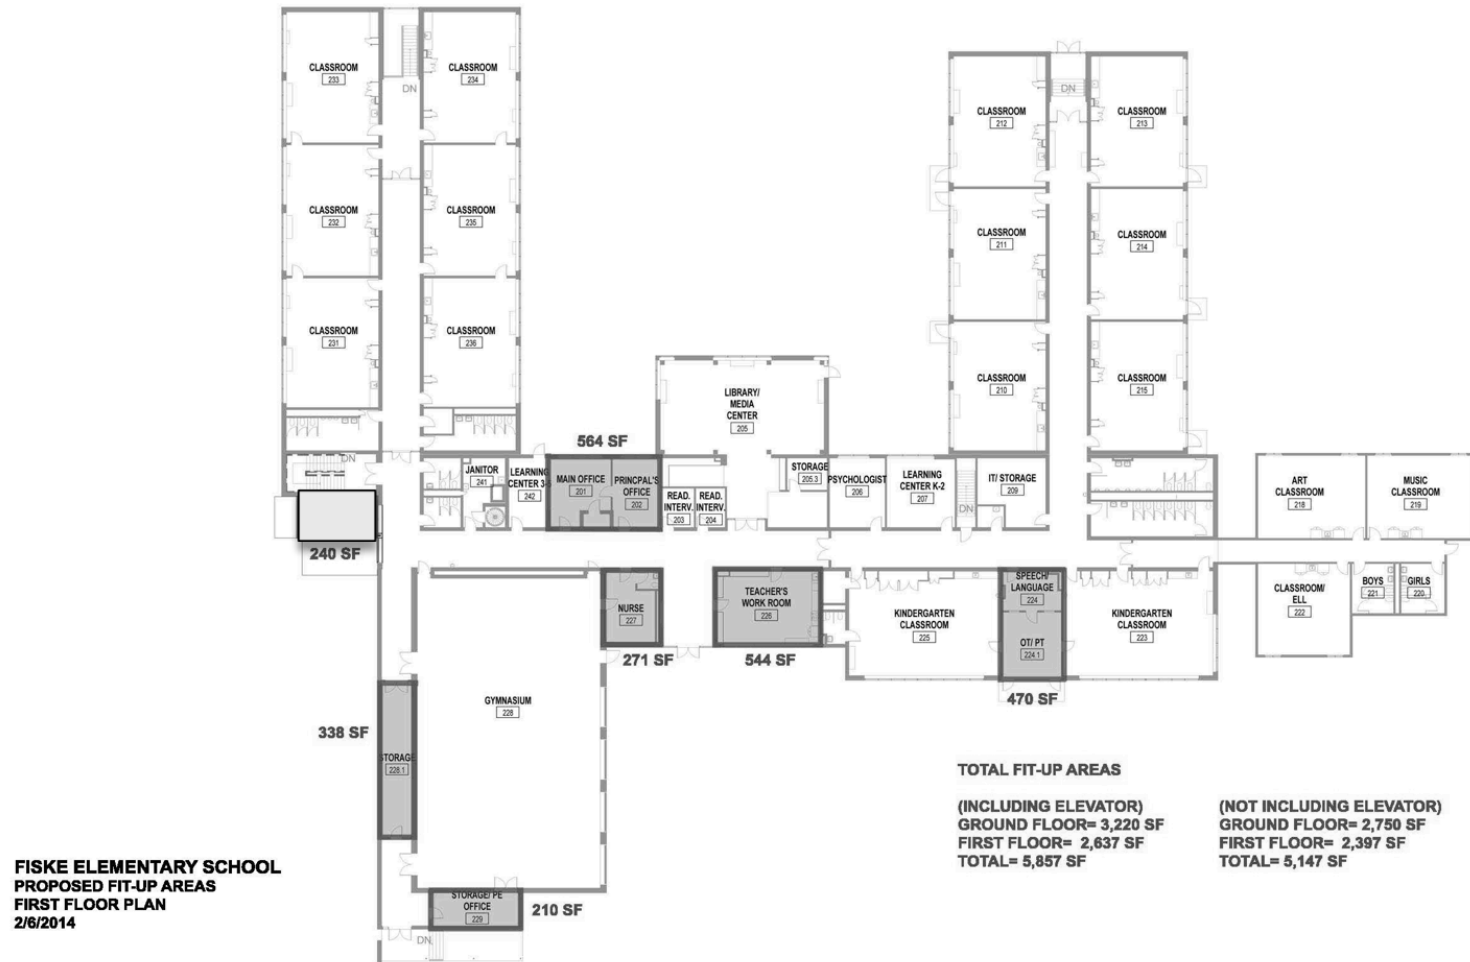 CLASSROOM
233
CLASSROOM
234
DN
CLASSROOM
232
CLASSROOM
235
CLASSROOM
231
CLASSROOM
236
DN
CLASSROOM
212
CLASSROOM
213
DN
CLASSROOM
211
CLASSROOM
214
CLASSROOM
210
CLASSROOM
215
LIBRARY/
MEDIA
CENTER
205
564 SF
JANITOR
241
LEARNING
CENTER 3-5
242
MAIN OFFICE
201
PRINCPAL'S
OFFICE
202
READ.
INTERV.
203
READ.
INTERV.
204
STORAGE
205.3
PSYCHOLOGIST
206
LEARNING
CENTER K-2
207
DN
IT/ STORAGE
209
ART
CLASSROOM
218
MUSIC
CLASSROOM
219
240 SF
NURSE
227
271 SF
TEACHER'S
WORK ROOM
226
544 SF
KINDERGARTEN
CLASSROOM
225
SPEECH/
LANGUAGE
224
OT/ PT
224.1
470 SF
KINDERGARTEN
CLASSROOM
223
CLASSROOM/
ELL
222
BOYS
221
GIRLS
220
GYMNASIUM
228
338 SF
STORAGE
228.1
STORAGE/ PE
OFFICE
229
210 SF
DN
TOTAL FIT-UP AREAS
(INCLUDING ELEVATOR)
GROUND FLOOR= 3,220 SF
FIRST FLOOR= 2,637 SF
TOTAL= 5,857 SF
(NOT INCLUDING ELEVATOR)
GROUND FLOOR= 2,750 SF
FIRST FLOOR= 2,397 SF
TOTAL= 5,147 SF
FISKE ELEMENTARY SCHOOL
PROPOSED FIT-UP AREAS
FIRST FLOOR PLAN
2/6/2014